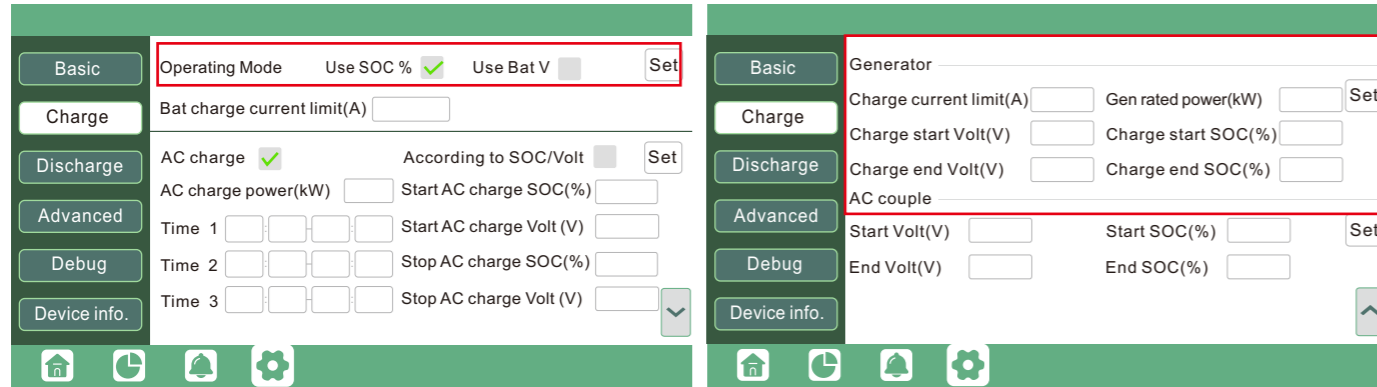 Basic
Charge
Discharge
Advanced
Debug
Device info.
Operating Mode Use SOC % Use Bat V Set
Bat charge current limit(A)
AC charge According to SOC/Volt Set
AC charge power(kW) Start AC charge SOC(%)
Time 1 : - : Start AC charge Volt (V)
Time 2 : - : Stop AC charge SOC(%)
Time 3 : - : Stop AC charge Volt (V)
Basic
Charge
Discharge
Advanced
Debug
Device info.
Generator
Charge current limit(A) Gen rated power(kW) Set
Charge start Volt(V) Charge start SOC(%)
Charge end Volt(V) Charge end SOC(%)
AC couple
Start Volt(V) Start SOC(%) Set
End Volt(V) End SOC(%)